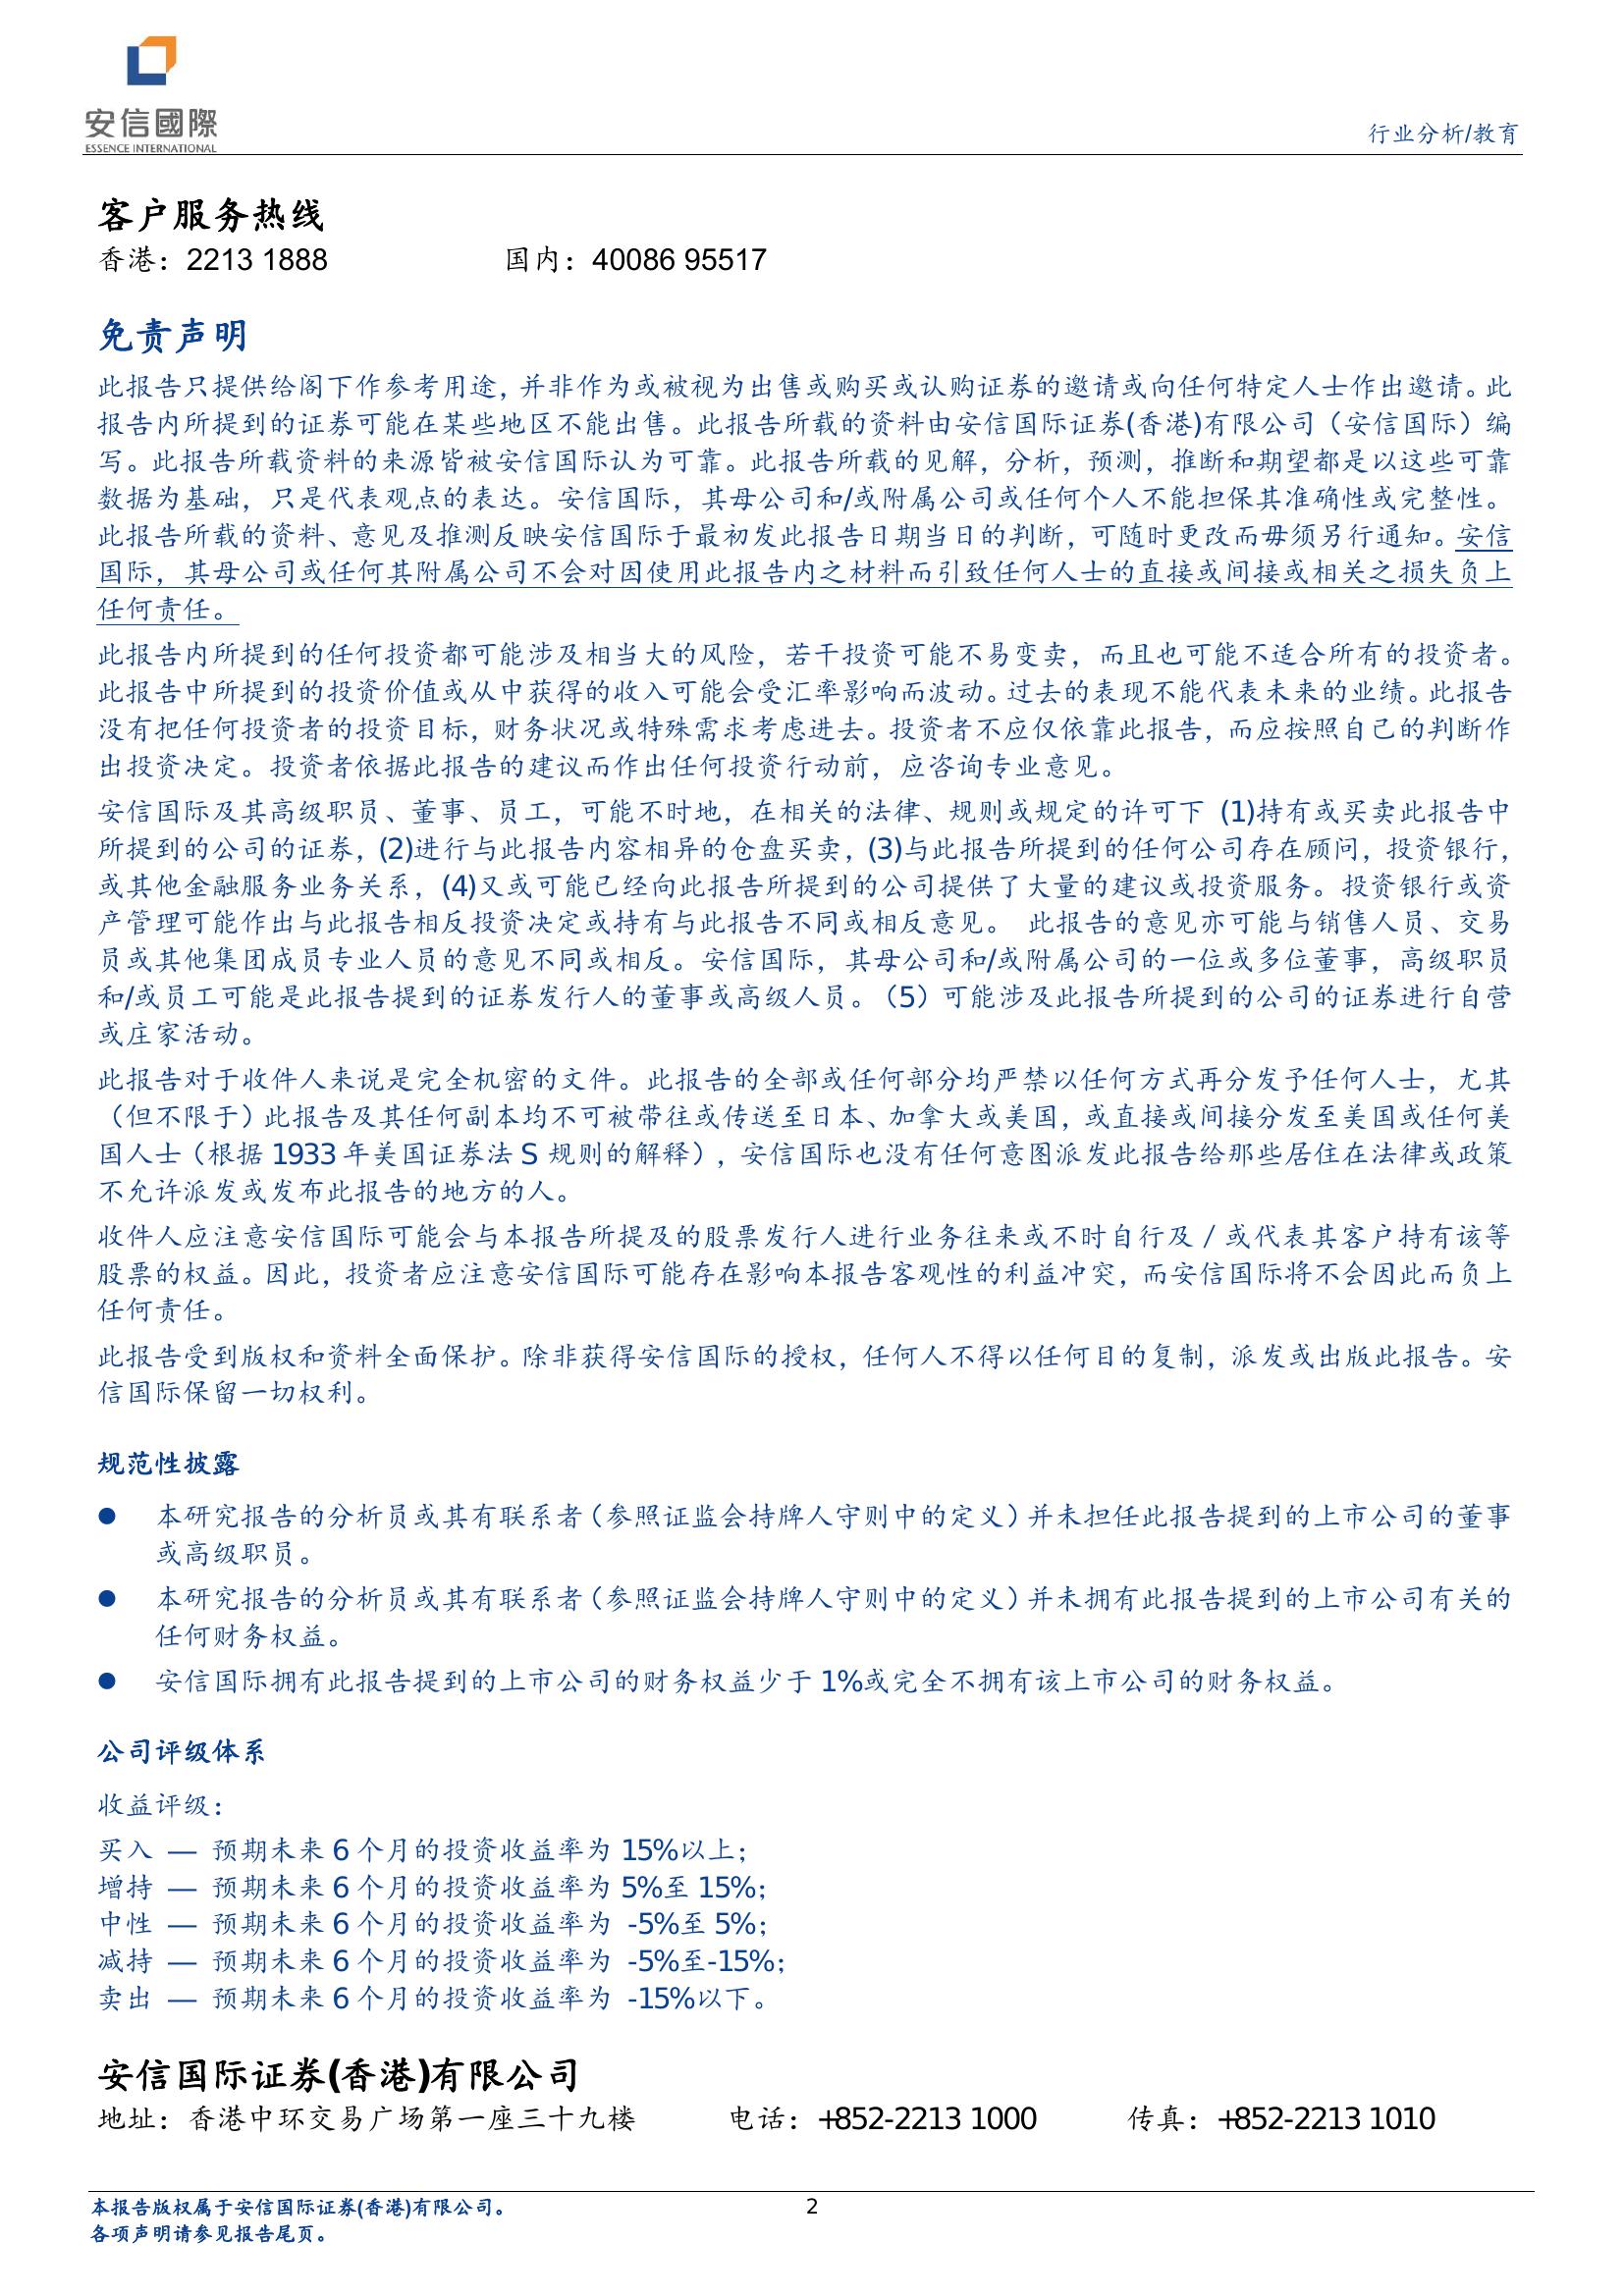 安信國際
ESSENCE INTERNATIONAL
行业分析/教育
客户服务热线
香港：2213 1888 国内：40086 95517
免责声明
此报告只提供给阁下作参考用途，并非作为或被视为出售或购买或认购证券的邀请或向任何特定人士作出邀请。此
报告内所提到的证券可能在某些地区不能出售。此报告所载的资料由安信国际证券(香港)有限公司（安信国际）编
写。此报告所载资料的来源皆被安信国际认为可靠。此报告所载的见解，分析，预测，推断和期望都是以这些可靠
数据为基础，只是代表观点的表达。安信国际，其母公司和/或附属公司或任何个人不能担保其准确性或完整性。
此报告所载的资料、意见及推测反映安信国际于最初发此报告日期当日的判断，可随时更改而毋须另行通知。安信
国际，其母公司或任何其附属公司不会对因使用此报告内之材料而引致任何人士的直接或间接或相关之损失负上
任何责任。
此报告内所提到的任何投资都可能涉及相当大的风险，若干投资可能不易变卖，而且也可能不适合所有的投资者。
此报告中所提到的投资价值或从中获得的收入可能会受汇率影响而波动。过去的表现不能代表未来的业绩。此报告
没有把任何投资者的投资目标，财务状况或特殊需求考虑进去。投资者不应仅依靠此报告，而应按照自己的判断作
出投资决定。投资者依据此报告的建议而作出任何投资行动前，应咨询专业意见。
安信国际及其高级职员、董事、员工，可能不时地，在相关的法律、规则或规定的许可下 (1)持有或买卖此报告中
所提到的公司的证券，(2)进行与此报告内容相异的仓盘买卖，(3)与此报告所提到的任何公司存在顾问，投资银行，
或其他金融服务业务关系，(4)又或可能已经向此报告所提到的公司提供了大量的建议或投资服务。投资银行或资
产管理可能作出与此报告相反投资决定或持有与此报告不同或相反意见。 此报告的意见亦可能与销售人员、交易
员或其他集团成员专业人员的意见不同或相反。安信国际，其母公司和/或附属公司的一位或多位董事，高级职员
和/或员工可能是此报告提到的证券发行人的董事或高级人员。（5）可能涉及此报告所提到的公司的证券进行自营
或庄家活动。
此报告对于收件人来说是完全机密的文件。此报告的全部或任何部分均严禁以任何方式再分发予任何人士，尤其
（但不限于）此报告及其任何副本均不可被带往或传送至日本、加拿大或美国，或直接或间接分发至美国或任何美
国人士（根据 1933 年美国证券法 S 规则的解释），安信国际也没有任何意图派发此报告给那些居住在法律或政策
不允许派发或发布此报告的地方的人。
收件人应注意安信国际可能会与本报告所提及的股票发行人进行业务往来或不时自行及／或代表其客户持有该等
股票的权益。因此，投资者应注意安信国际可能存在影响本报告客观性的利益冲突，而安信国际将不会因此而负上
任何责任。
此报告受到版权和资料全面保护。除非获得安信国际的授权，任何人不得以任何目的复制，派发或出版此报告。安
信国际保留一切权利。
规范性披露
● 本研究报告的分析员或其有联系者（参照证监会持牌人守则中的定义）并未担任此报告提到的上市公司的董事
或高级职员。
● 本研究报告的分析员或其有联系者（参照证监会持牌人守则中的定义）并未拥有此报告提到的上市公司有关的
任何财务权益。
● 安信国际拥有此报告提到的上市公司的财务权益少于 1%或完全不拥有该上市公司的财务权益。
公司评级体系
收益评级：
买入 — 预期未来 6 个月的投资收益率为 15%以上；
增持 — 预期未来 6 个月的投资收益率为 5%至 15%；
中性 — 预期未来 6 个月的投资收益率为 -5%至 5%；
减持 — 预期未来 6 个月的投资收益率为 -5%至-15%；
卖出 — 预期未来 6 个月的投资收益率为 -15%以下。
安信国际证券(香港)有限公司
地址：香港中环交易广场第一座三十九楼 电话：+852-2213 1000 传真：+852-2213 1010
本报告版权属于安信国际证券(香港)有限公司。 2
各项声明请参见报告尾页。